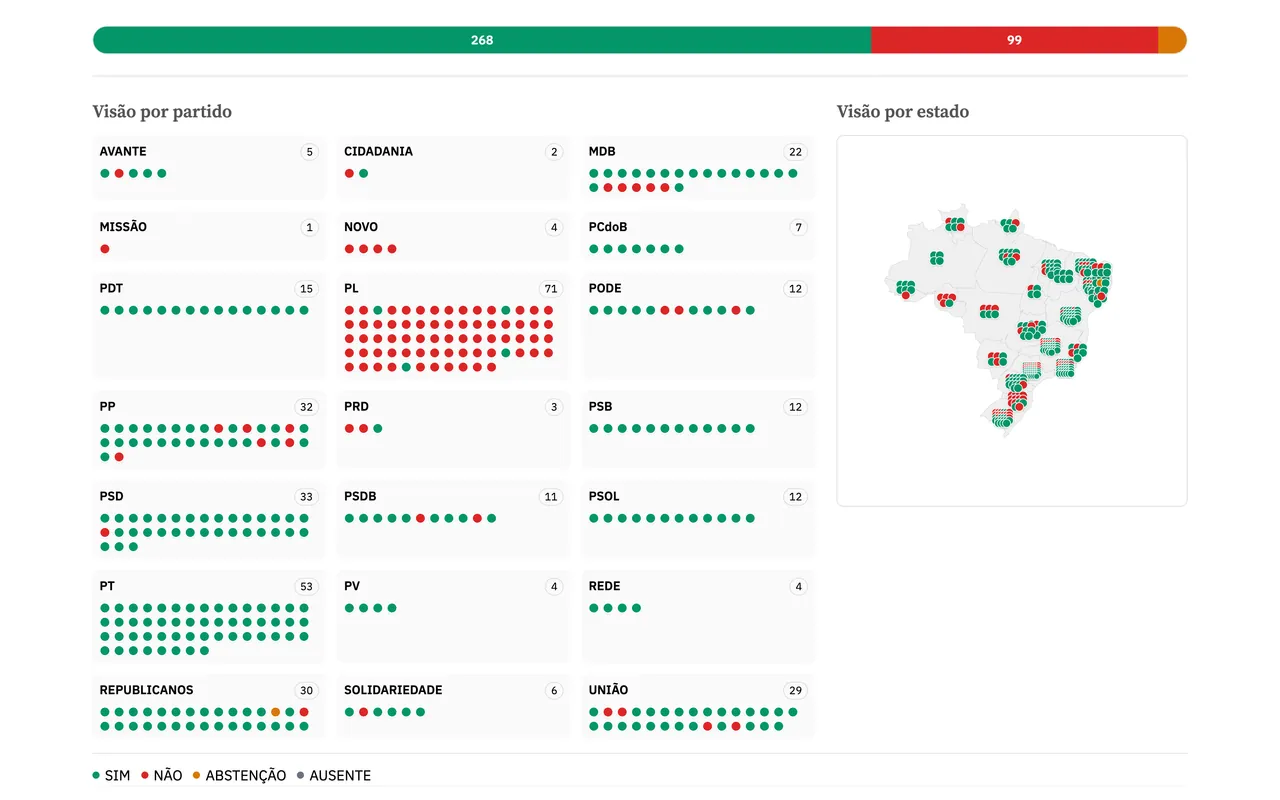 268 99
Visão por partido
Visão por estado
AVANTE 5
CIDADANIA 2
MDB 22
MISSÃO 1
NOVO 4
PCdoB 7
PDT 15
PL 71
PODE 12
PP 32
PRD 3
PSB 12
PSD 33
PSDB 11
PSOL 12
PT 53
PV 4
REDE 4
REPUBLICANOS 30
SOLIDARIEDADE 6
UNIÃO 29
SIM NÃO ABSTENÇÃO AUSENTE